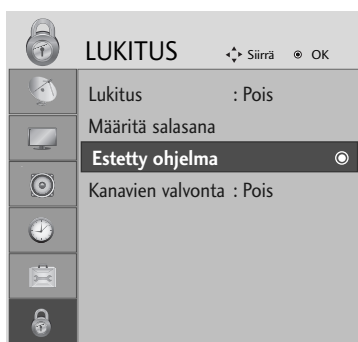 LUKITUS Siirrä OK
Lukitus : Pois
Määritä salasana
Estetty ohjelma
Kanavien valvonta : Pois